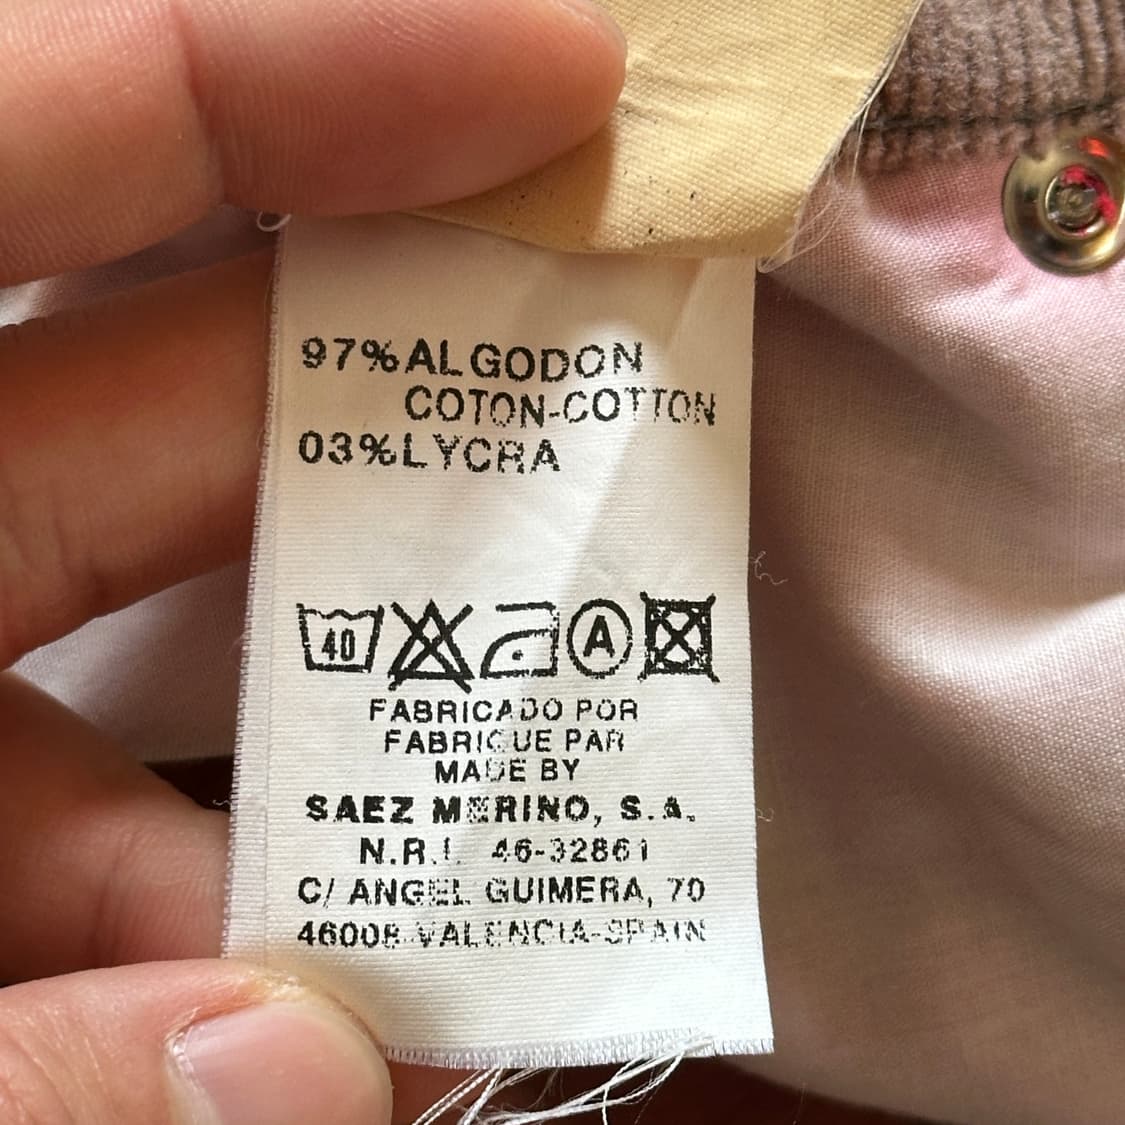 97%ALGODON
COTON-COTTON
03%LYCRA
40 A
FABRICADO POR
FABRIQUE PAR
MADE BY
SAEZ MERINO, S.A.
N.R.I. 46-32861
C/ ANGEL GUIMERA, 70
46008-VALENCIA-SPAIN